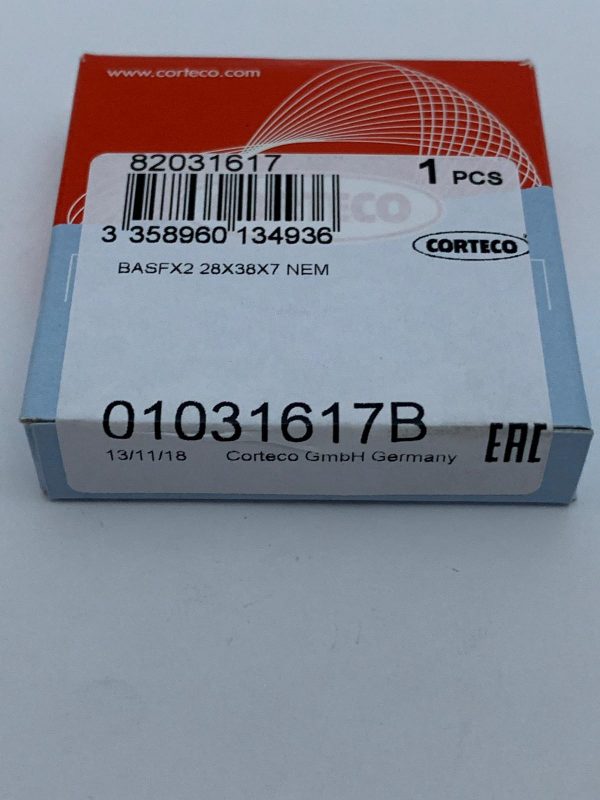 www.corteco.com
82031617
1 PCS
3 358960 134936
CORTECO
CORTECO
BASFX2 28X38X7 NEM
01031617B
13/11/18 Corteco GmbH Germany
EAC